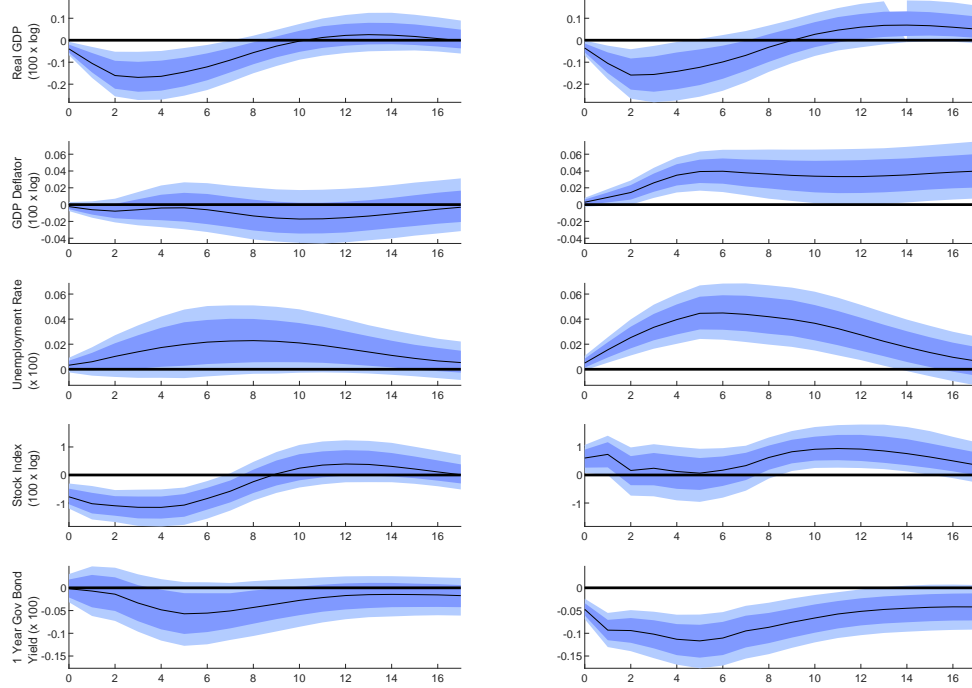 Real GDP
(100 x log)
0.1
0
-0.1
-0.2
0 2 4 6 8 10 12 14 16
0.1
0
-0.1
-0.2
0 2 4 6 8 10 12 14 16
GDP Deflator
(100 x log)
0.06
0.04
0.02
0
-0.02
-0.04
0 2 4 6 8 10 12 14 16
0.06
0.04
0.02
0
-0.02
-0.04
0 2 4 6 8 10 12 14 16
Unemployment Rate
(x 100)
0.06
0.04
0.02
0
0 2 4 6 8 10 12 14 16
0.06
0.04
0.02
0
0 2 4 6 8 10 12 14 16
Stock Index
(100 x log)
1
0
-1
0 2 4 6 8 10 12 14 16
1
0
-1
0 2 4 6 8 10 12 14 16
1 Year Gov Bond
Yield (x 100)
0
-0.05
-0.1
-0.15
0 2 4 6 8 10 12 14 16
0
-0.05
-0.1
-0.15
0 2 4 6 8 10 12 14 16